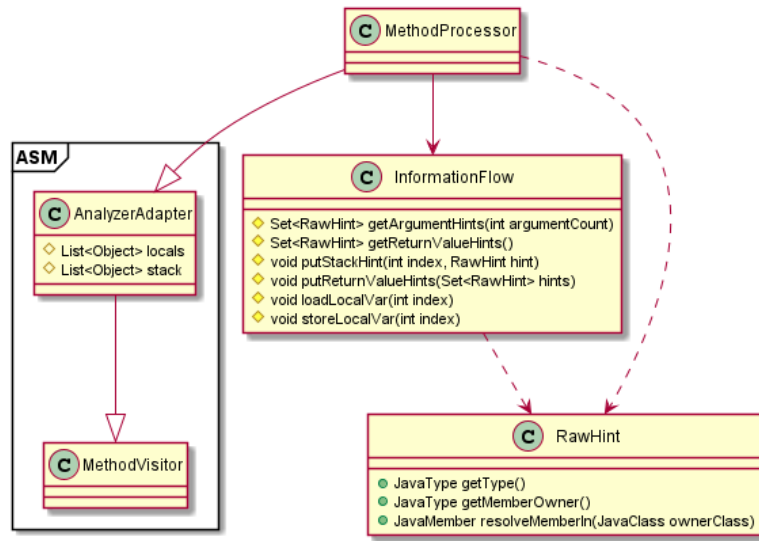 C MethodProcessor
ASM
C AnalyzerAdapter
List<Object> locals
List<Object> stack
C InformationFlow
Set<RawHint> getArgumentHints(int argumentCount)
Set<RawHint> getReturnValueHints()
void putStackHint(int index, RawHint hint)
void putReturnValueHints(Set<RawHint> hints)
void loadLocalVar(int index)
void storeLocalVar(int index)
C MethodVisitor
C RawHint
JavaType getType()
JavaType getMemberOwner()
JavaMember resolveMemberIn(JavaClass ownerClass)